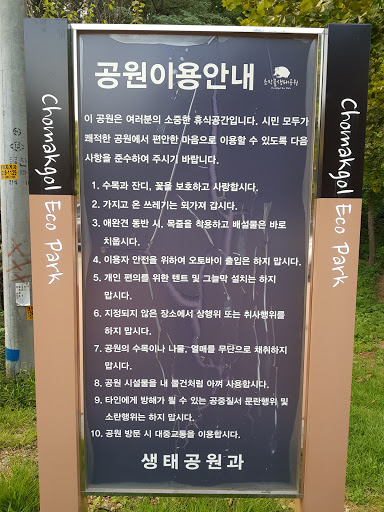 공원이용안내
초막골생태공원
Chomakgol Eco Park
이 공원은 여러분의 소중한 휴식공간입니다. 시민 모두가
쾌적한 공원에서 편안한 마음으로 이용할 수 있도록 다음
사항을 준수하여 주시기 바랍니다.
1. 수목과 잔디, 꽃을 보호하고 사랑합시다.
2. 가지고 온 쓰레기는 되가져 갑시다.
3. 애완견 동반 시, 목줄을 착용하고 배설물은 바로
치웁시다.
4. 이용자 안전을 위하여 오토바이 출입은 하지 맙시다.
5. 개인 편의를 위한 텐트 및 그늘막 설치는 하지
맙시다.
6. 지정되지 않은 장소에서 상행위 또는 취사행위를
하지 맙시다.
7. 공원의 수목이나 나물, 열매를 무단으로 채취하지
맙시다.
8. 공원 시설물을 내 물건처럼 아껴 사용합시다.
9. 타인에게 방해가 될 수 있는 공중질서 문란행위 및
소란행위는 하지 맙시다.
10. 공원 방문 시 대중교통을 이용합시다.
생태공원과
Chomakgol Eco Park